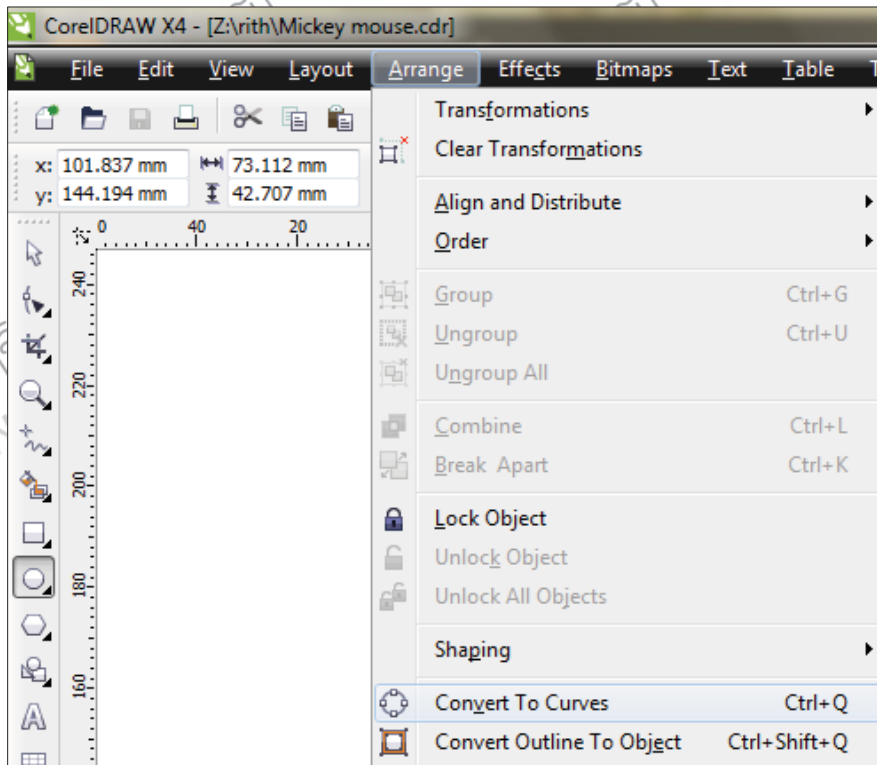 CorelDRAW X4 - [Z:\rith\Mickey mouse.cdr]
File Edit View Layout Arrange Effects Bitmaps Text Table
x: 101.837 mm 73.112 mm
y: 144.194 mm 42.707 mm
0 40 20
240
220
200
180
160
Transformations
Clear Transformations
Align and Distribute
Order
Group Ctrl+G
Ungroup Ctrl+U
Ungroup All
Combine Ctrl+L
Break Apart Ctrl+K
Lock Object
Unlock Object
Unlock All Objects
Shaping
Convert To Curves Ctrl+Q
Convert Outline To Object Ctrl+Shift+Q